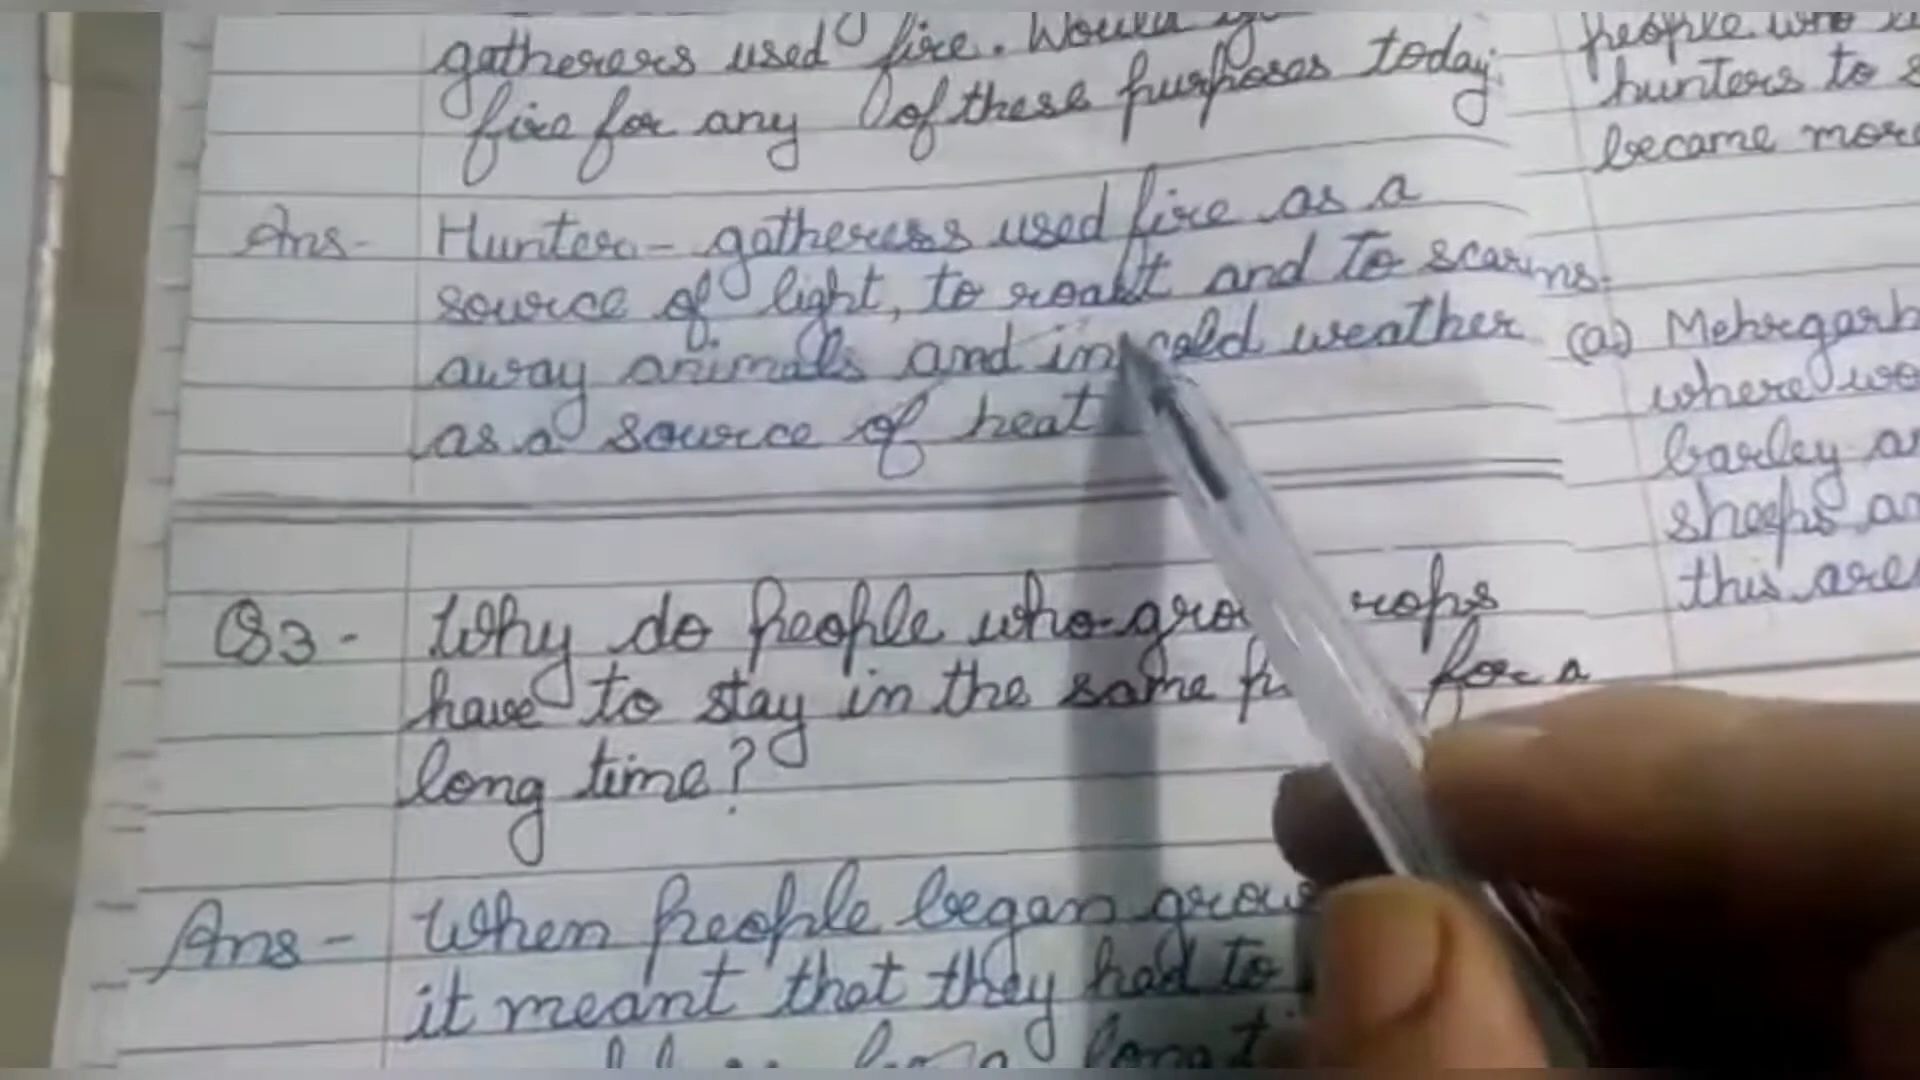 gatherers used fire. Would
fire for any of these purposes today.
Ans- Hunter- gatherers used fire as a
source of light, to roast and to scare
away animals and in cold weather
as a source of heat
Q3- Why do people who grow crops
have to stay in the same for a
long time?
Ans- When people began
it meant that they had to
long
people who
hunters to
became more
ns.
(a) Mehrgarh
where
barley
sheeps
this